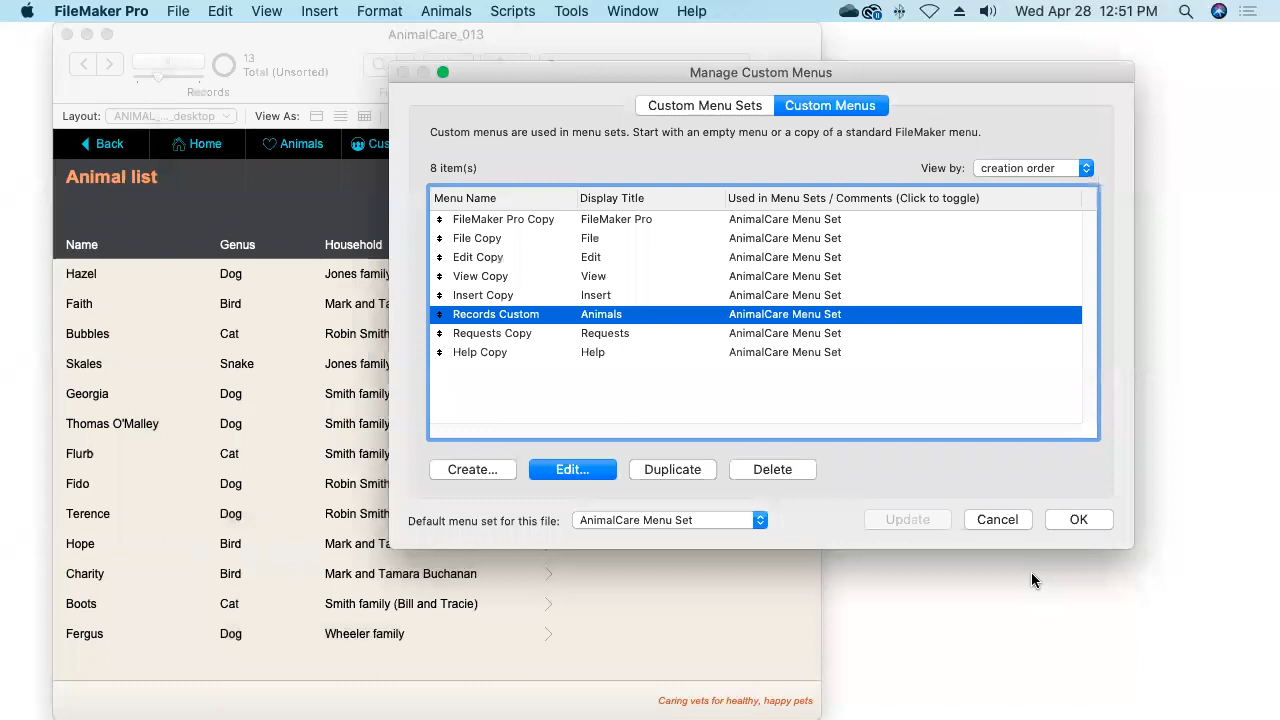 FileMaker Pro File Edit View Insert Format Animals Scripts Tools Window Help Wed Apr 28 12:51 PM
AnimalCare_013
13
Total (Unsorted)
Records
Layout: ANIMAL_..._desktop View As:
Back Home Animals Cus
Animal list
Name Genus Household
Hazel Dog Jones family
Faith Bird Mark and Ta
Bubbles Cat Robin Smith
Skales Snake Jones family
Georgia Dog Smith family
Thomas O'Malley Dog Smith family
Flurb Cat Smith family
Fido Dog Robin Smith
Terence Dog Robin Smith
Hope Bird Mark and Ta
Charity Bird Mark and Tamara Buchanan
Boots Cat Smith family (Bill and Tracie)
Fergus Dog Wheeler family
Caring vets for healthy, happy pets
Manage Custom Menus
Custom Menu Sets Custom Menus
Custom menus are used in menu sets. Start with an empty menu or a copy of a standard FileMaker menu.
8 item(s) View by: creation order
Menu Name Display Title Used in Menu Sets / Comments (Click to toggle)
FileMaker Pro Copy FileMaker Pro AnimalCare Menu Set
File Copy File AnimalCare Menu Set
Edit Copy Edit AnimalCare Menu Set
View Copy View AnimalCare Menu Set
Insert Copy Insert AnimalCare Menu Set
Records Custom Animals AnimalCare Menu Set
Requests Copy Requests AnimalCare Menu Set
Help Copy Help AnimalCare Menu Set
Create... Edit... Duplicate Delete
Default menu set for this file: AnimalCare Menu Set Update Cancel OK